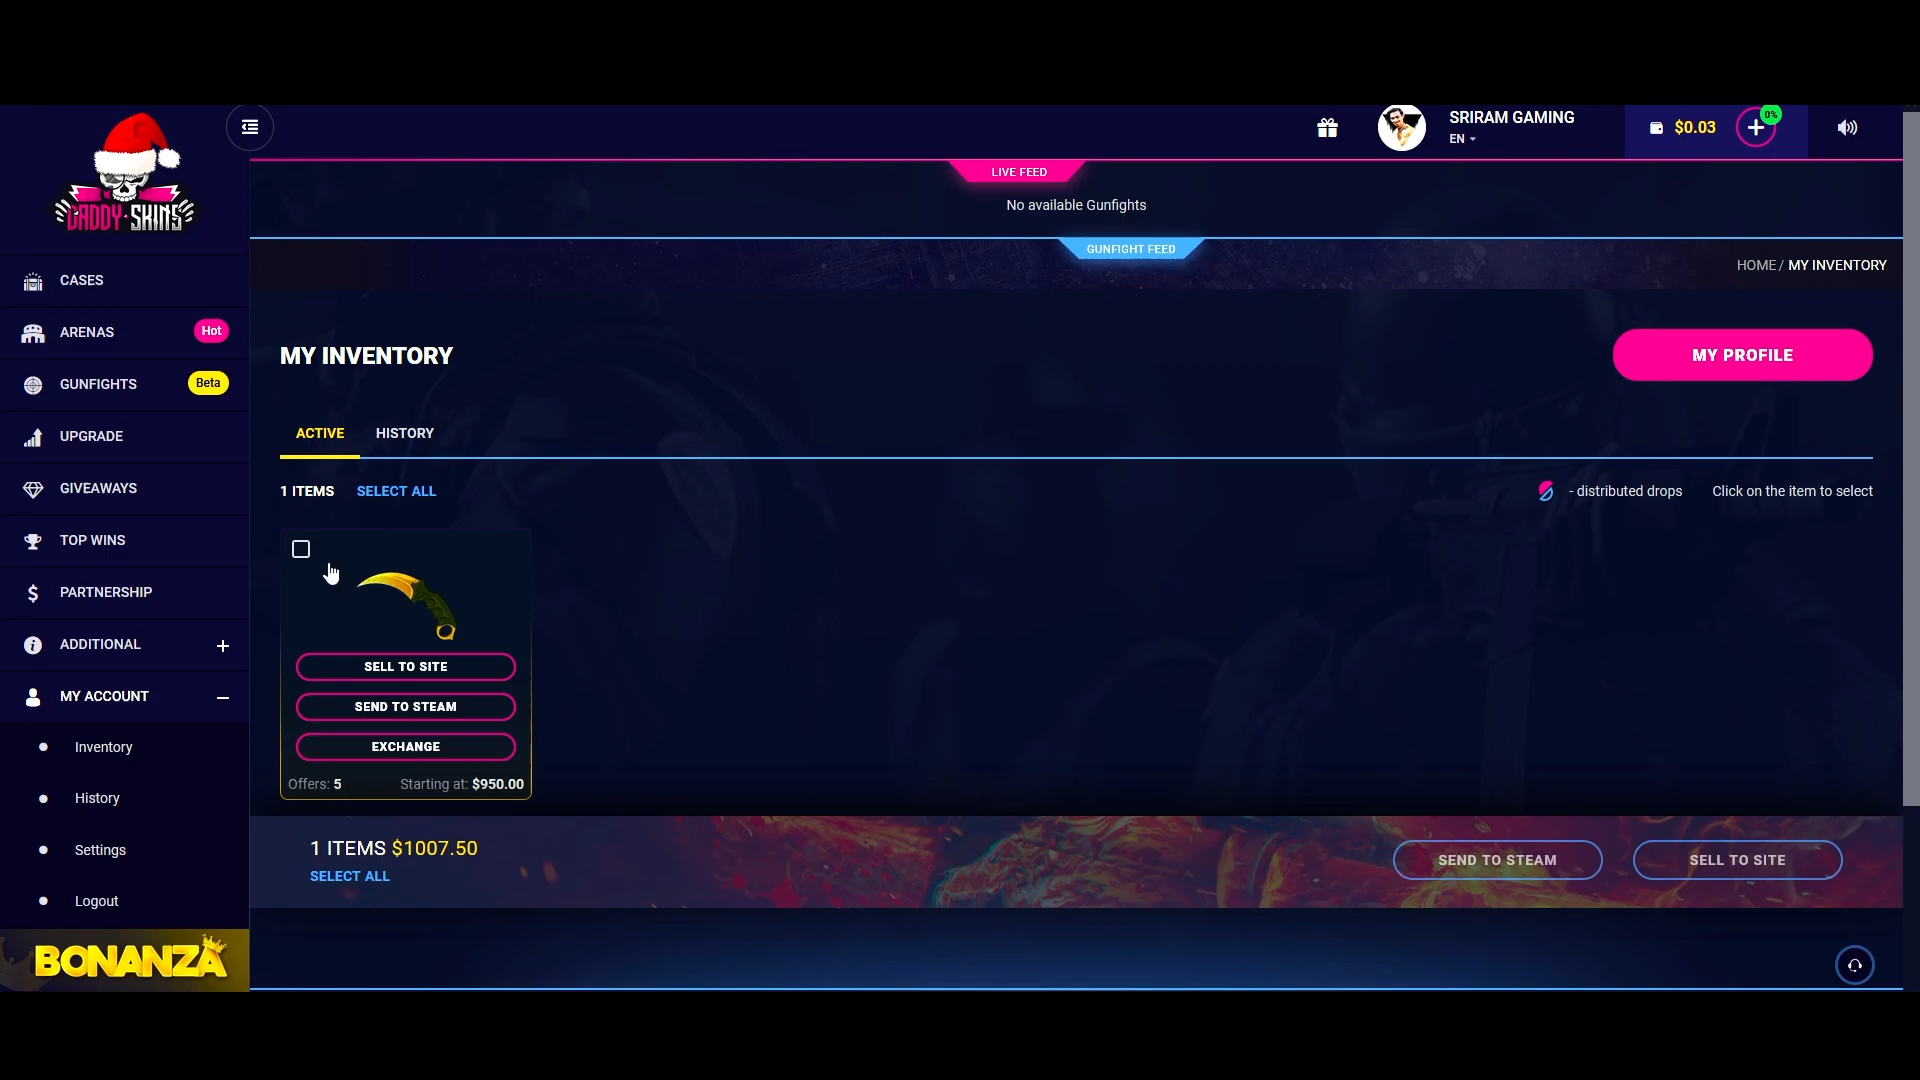 DADDY SKINS
SRIRAM GAMING
EN
$0.03
0%
LIVE FEED
No available Gunfights
GUNFIGHT FEED
HOME / MY INVENTORY
CASES
ARENAS
Hot
GUNFIGHTS
Beta
UPGRADE
GIVEAWAYS
TOP WINS
PARTNERSHIP
ADDITIONAL
MY ACCOUNT
Inventory
History
Settings
Logout
BONANZA
MY INVENTORY
MY PROFILE
ACTIVE
HISTORY
1 ITEMS
SELECT ALL
- distributed drops
Click on the item to select
SELL TO SITE
SEND TO STEAM
EXCHANGE
Offers: 5
Starting at: $950.00
1 ITEMS $1007.50
SELECT ALL
SEND TO STEAM
SELL TO SITE